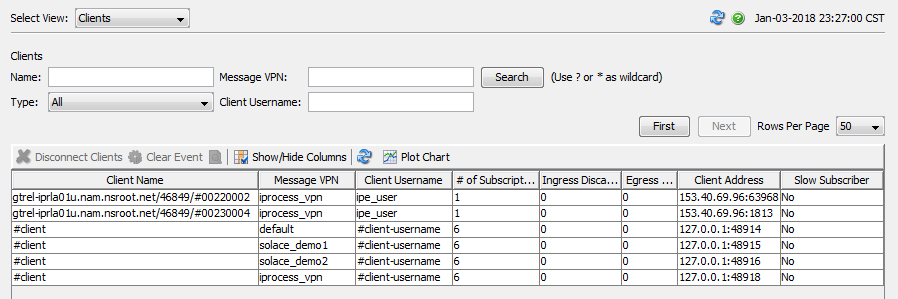 Select View: Clients Jan-03-2018 23:27:00 CST
Clients
Name: Message VPN: Search (Use ? or * as wildcard)
Type: All Client Username:
First Next Rows Per Page 50
Disconnect Clients Clear Event Show/Hide Columns Plot Chart
Client Name Message VPN Client Username # of Subscript... Ingress Disca... Egress ... Client Address Slow Subscriber
gtrel-iprla01u.nam.nsroot.net/46849/#00220002 iprocess_vpn ipe_user 1 0 0 153.40.69.96:63968 No
gtrel-iprla01u.nam.nsroot.net/46849/#00230004 iprocess_vpn ipe_user 1 0 0 153.40.69.96:1813 No
#client default #client-username 6 0 0 127.0.0.1:48914 No
#client solace_demo1 #client-username 6 0 0 127.0.0.1:48915 No
#client solace_demo2 #client-username 6 0 0 127.0.0.1:48916 No
#client iprocess_vpn #client-username 6 0 0 127.0.0.1:48918 No